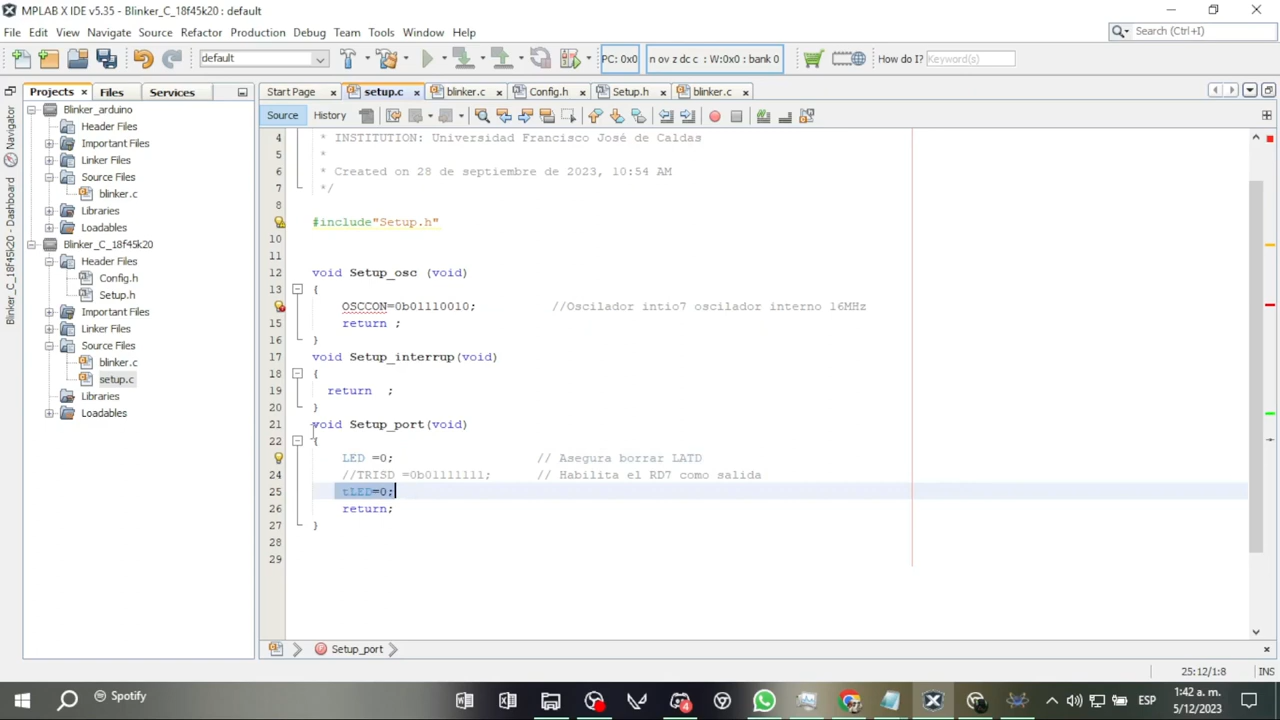 MPLAB X IDE v5.35 - Blinker_C_18f45k20 : default
File Edit View Navigate Source Refactor Production Debug Team Tools Window Help
Search (Ctrl+I)
default
PC: 0x0
n ov z dc c : W:0x0 : bank 0
How do I?
Keyword(s)
Projects
Files
Services
Start Page
setup.c
blinker.c
Config.h
Setup.h
blinker.c
Source
History
Navigator
Blinker_C_18f45k20 - Dashboard
Blinker_arduino
Header Files
Important Files
Linker Files
Source Files
blinker.c
Libraries
Loadables
Blinker_C_18f45k20
Header Files
Config.h
Setup.h
Important Files
Linker Files
Source Files
blinker.c
setup.c
Libraries
Loadables
4 * INSTITUTION: Universidad Francisco José de Caldas
5 *
6 * Created on 28 de septiembre de 2023, 10:54 AM
7 */
8
#include"Setup.h"
10
11
12 void Setup_osc (void)
13 {
OSCCON=0b01110010; //Oscilador intio7 oscilador interno 16MHz
15 return ;
16 }
17 void Setup_interrup(void)
18 {
19 return ;
20 }
21 void Setup_port(void)
22 {
LED =0; // Asegura borrar LATD
24 //TRISD =0b01111111; // Habilita el RD7 como salida
25 tLED=0;
26 return;
27 }
28
29
Setup_port
25:12/1:8
INS
Spotify
4
ESP
1:42 a. m.
5/12/2023